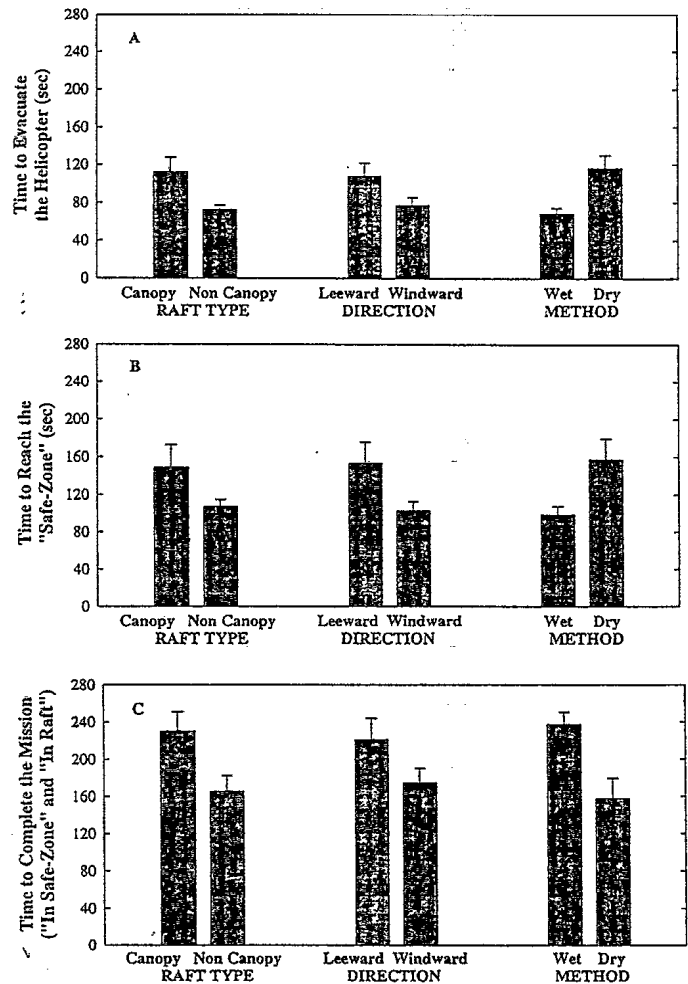 A
Time to Evacuate
the Helicopter (sec)
280
240
200
160
120
80
40
0
Canopy Non Canopy Leeward Windward Wet Dry
RAFT TYPE DIRECTION METHOD
B
Time to Reach the
"Safe-Zone" (sec)
280
240
200
160
120
80
40
0
Canopy Non Canopy Leeward Windward Wet Dry
RAFT TYPE DIRECTION METHOD
C
Time to Complete the Mission
("In Safe-Zone" and "In Raft")
280
240
200
160
120
80
40
0
Canopy Non Canopy Leeward Windward Wet Dry
RAFT TYPE DIRECTION METHOD